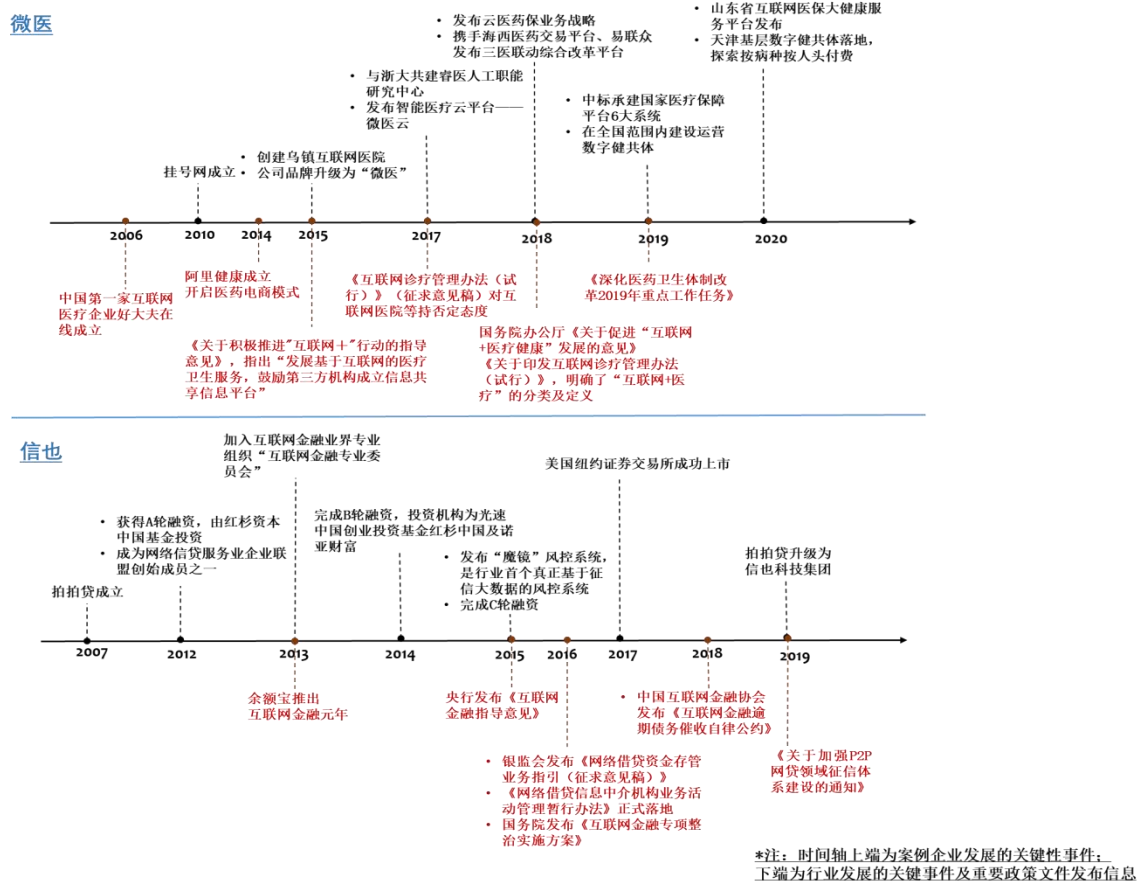 微医
• 发布云医药保业务战略
• 携手海西医药交易平台、易联众
发布三医联动综合改革平台
• 山东省互联网医保大健康服
务平台发布
• 天津基层数字健共体落地，
探索按病种按人头付费
• 与浙大共建睿医人工职能
研究中心
• 发布智能医疗云平台——
微医云
• 中标承建国家医疗保障
平台6大系统
• 在全国范围内建设运营
数字健共体
挂号网成立
• 创建乌镇互联网医院
• 公司品牌升级为“微医”
2006
2010
2014
2015
2017
2018
2019
2020
中国第一家互联网
医疗企业好大夫在
线成立
阿里健康成立
开启医药电商模式
《关于积极推进"互联网＋"行动的指导
意见》，指出“发展基于互联网的医疗
卫生服务，鼓励第三方机构成立信息共
享信息平台”
《互联网诊疗管理办法（试
行）》（征求意见稿）对互
联网医院等持否定态度
国务院办公厅《关于促进“互联网
+医疗健康”发展的意见》
《关于印发互联网诊疗管理办法
（试行）》，明确了“互联网+医
疗”的分类及定义
《深化医药卫生体制改
革2019年重点工作任务》
信也
拍拍贷成立
• 获得A轮融资，由红杉资本
中国基金投资
• 成为网络信贷服务业企业联
盟创始成员之一
加入互联网金融业界专业
组织“互联网金融专业委
员会”
完成B轮融资，投资机构为光速
中国创业投资基金红杉中国及诺
亚财富
• 发布“魔镜”风控系统，
是行业首个真正基于征
信大数据的风控系统
• 完成C轮融资
美国纽约证券交易所成功上市
拍拍贷升级为
信也科技集团
2007
2012
2013
2014
2015
2016
2017
2018
2019
余额宝推出
互联网金融元年
央行发布《互联网
金融指导意见》
• 银监会发布《网络借贷资金存管
业务指引（征求意见稿）》
• 《网络借贷信息中介机构业务活
动管理暂行办法》正式落地
• 国务院发布《互联网金融专项整
治实施方案》
• 中国互联网金融协会
发布《互联网金融逾
期债务催收自律公约》
《关于加强P2P
网贷领域征信体
系建设的通知》
*注：时间轴上端为案例企业发展的关键性事件；
下端为行业发展的关键事件及重要政策文件发布信息